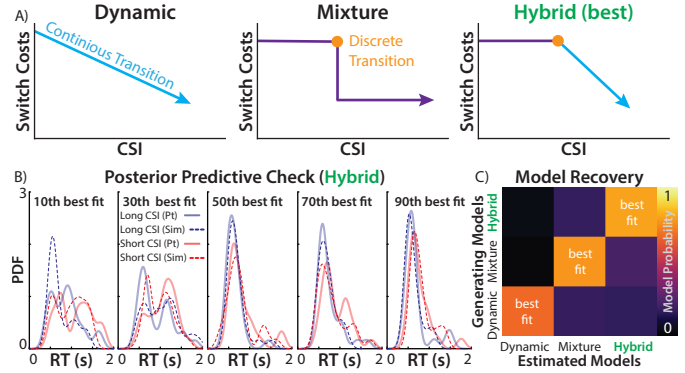 A)
Dynamic
Mixture
Hybrid (best)
Switch Costs
Continious Transition
CSI
Switch Costs
Discrete
Transition
CSI
Switch Costs
CSI
B)
Posterior Predictive Check (Hybrid)
10th best fit
30th best fit
50th best fit
70th best fit
90th best fit
Long CSI (Pt)
Long CSI (Sim)
Short CSI (Pt)
Short CSI (Sim)
PDF
3
0
0 RT (s) 2
0 RT (s) 2
0 RT (s) 2
0 RT (s) 2
0 RT (s) 2
C)
Model Recovery
Generating Models
Hybrid
Mixture
Dynamic
best
fit
best
fit
best
fit
1
Model Probability
0
Dynamic Mixture Hybrid
Estimated Models